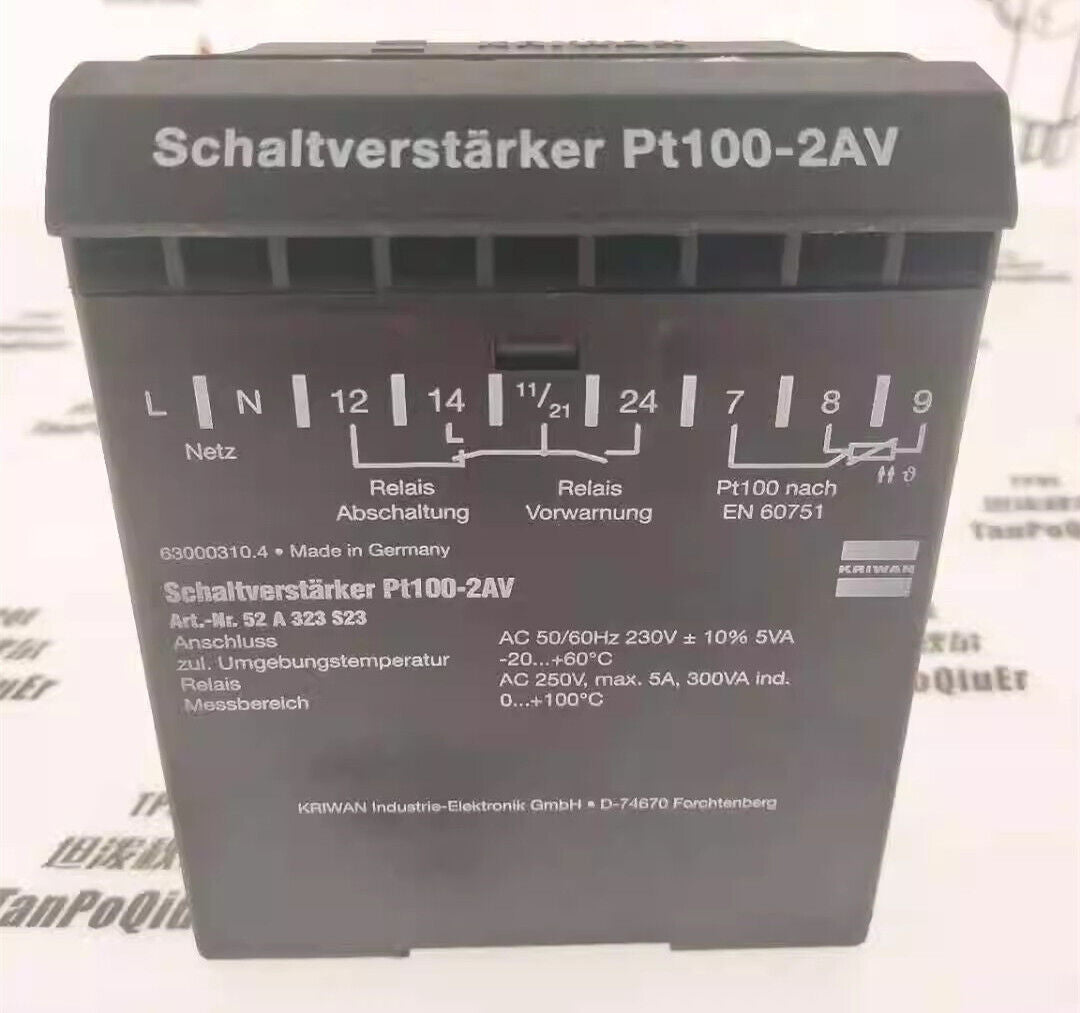 Schaltverstärker Pt100-2AV
L N 12 14 11/21 24 7 8 9
Netz
Relais Relais Pt100 nach
Abschaltung Vorwarnung EN 60751
ϑ
63000310.4 • Made in Germany
KRIWAN
Schaltverstärker Pt100-2AV
Art.-Nr. 52 A 323 S23
Anschluss AC 50/60Hz 230V ± 10% 5VA
zul. Umgebungstemperatur -20...+60°C
Relais AC 250V, max. 5A, 300VA ind.
Messbereich 0...+100°C
KRIWAN Industrie-Elektronik GmbH • D-74670 Forchtenberg
TanPoQiuEr
oQiuEr
TanPoQiu